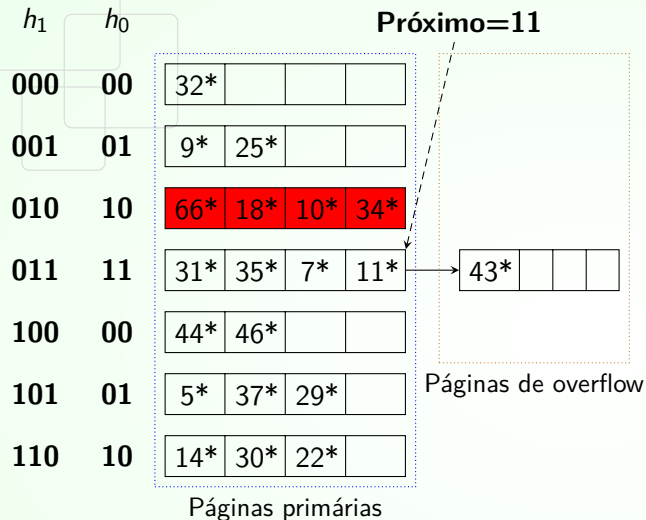 h1 h0 Próximo=11
000 00 32*
001 01 9* 25*
010 10 66* 18* 10* 34*
011 11 31* 35* 7* 11* 43*
100 00 44* 46*
101 01 5* 37* 29*
Páginas de overflow
110 10 14* 30* 22*
Páginas primárias